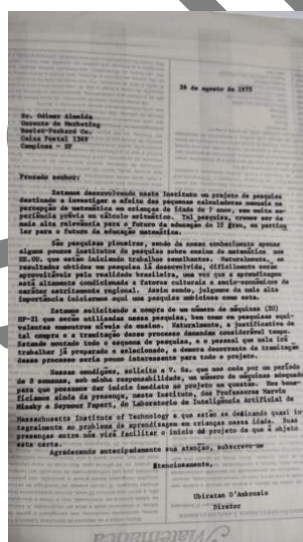 26 de agosto de 1975
Sr. Odimar Almeida
Gerente de Marketing
Hewlet-Packard Co.
Caixa Postal 1369
Campinas - SP
Prezado senhor:
Estamos desenvolvendo neste Instituto um projeto de pesquisa
destinado a investigar o efeito das pequenas calculadoras manuais na
percepção de matemática em crianças de idade de 7 anos, sem muita ex-
periência prévia em cálculo aritmético. Tal pesquisa, cremos ser da
mais alta relevância para o futuro da educação de 1º grau, em particu
lar para o futuro da educação matemática.
São pesquisas pioneiras, sendo do nosso conhecimento apenas
alguns poucos institutos de pesquisa sobre ensino de matemática nos
EE.UU. que estão iniciando trabalhos semelhantes. Naturalmente, os
resultados obtidos em pesquisa lá desenvolvida, dificilmente serão
aproveitáveis pela realidade brasileira, uma vez que a aprendizagem
está altamente condicionada a fatores culturais e sócio-econômicos de
caráter estritamente regional. Assim sendo, julgamos da mais alta
importância iniciarmos aqui uma pesquisa ambiciosa como esta.
Estamos solicitando a compra de um número de máquinas (20)
HP-21 que serão utilizadas nessa pesquisa, bem como em pesquisas equi
valentes noutros níveis de ensino. Naturalmente, a justificativa de
tal compra e a tramitação desse processo demandam considerável tempo.
Estando montado todo o esquema de pesquisa, e o pessoal que nela irá
trabalhar já preparado e selecionado, a demora decorrente da tramitação
desse processo seria pouco interessante para todo o projeto.
Nessas condições, solicito a V. Sa. que nos ceda por um período
de 8 semanas, sob minha responsabilidade, um número de máquinas adequado
para que possamos dar início imediato ao projeto em questão. Nos bene-
ficiamos ainda da presença, neste Instituto, dos Professores Marvin
Minsky e Seymour Papert, do Laboratório de Inteligência Artificial do
Massachusetts Institute of Technology e que estão se dedicando quasi in
tegralmente ao problema de aprendizagem em crianças nessa idade. Suas
presenças entre nós virá facilitar o início do projeto de que é objeto
esta carta.
Agradecendo antecipadamente sua atenção, subscrevo-me
Atenciosamente,
Ubiratan D'Ambrosio
Diretor